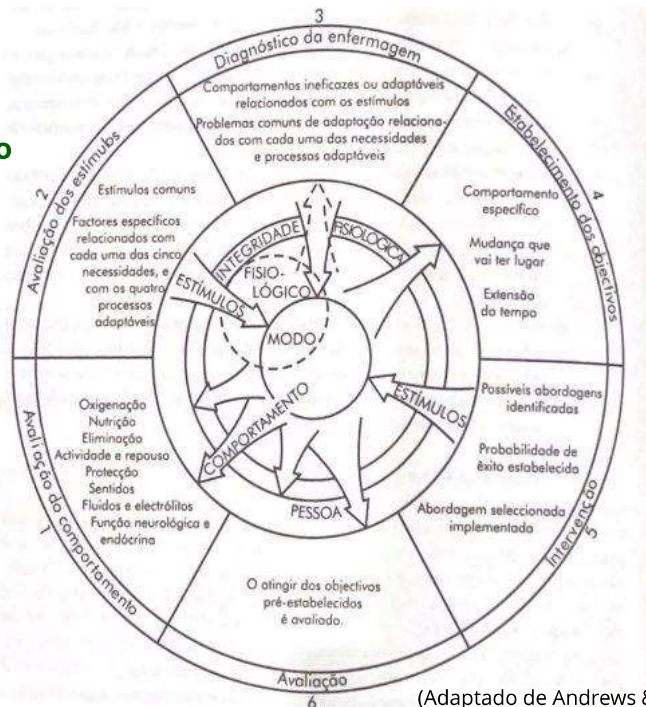 3
Diagnóstico da enfermagem
Comportamentos ineficazes ou adaptáveis
relacionados com os estímulos
Problemas comuns de adaptação relaciona-
dos com cada uma das necessidades
e processos adaptáveis
o
2
Avaliação dos estímulos
Estímulos comuns
Factores específicos
relacionados com
cada uma das cinco
necessidades, e
com os quatro
processos
adaptáveis
4
Estabelecimento dos objectivos
Comportamento
específico
Mudança que
vai ter lugar
Extensão
do tempo
INTEGRIDADE
FISIOLÓGICA
FISIO-
LÓGICO
ESTÍMULOS
MODO
ESTÍMULOS
COMPORTAMENTO
PESSOA
1
Avaliação do comportamento
Oxigenação
Nutrição
Eliminação
Actividade e repouso
Protecção
Sentidos
Fluidos e electrólitos
Função neurológica e
endócrina
5
Intervenção
Possíveis abordagens
identificadas
Probabilidade de
êxito estabelecido
Abordagem seleccionada
implementada
O atingir dos objectivos
pré-estabelecidos
é avaliado.
Avaliação
6
(Adaptado de Andrews &